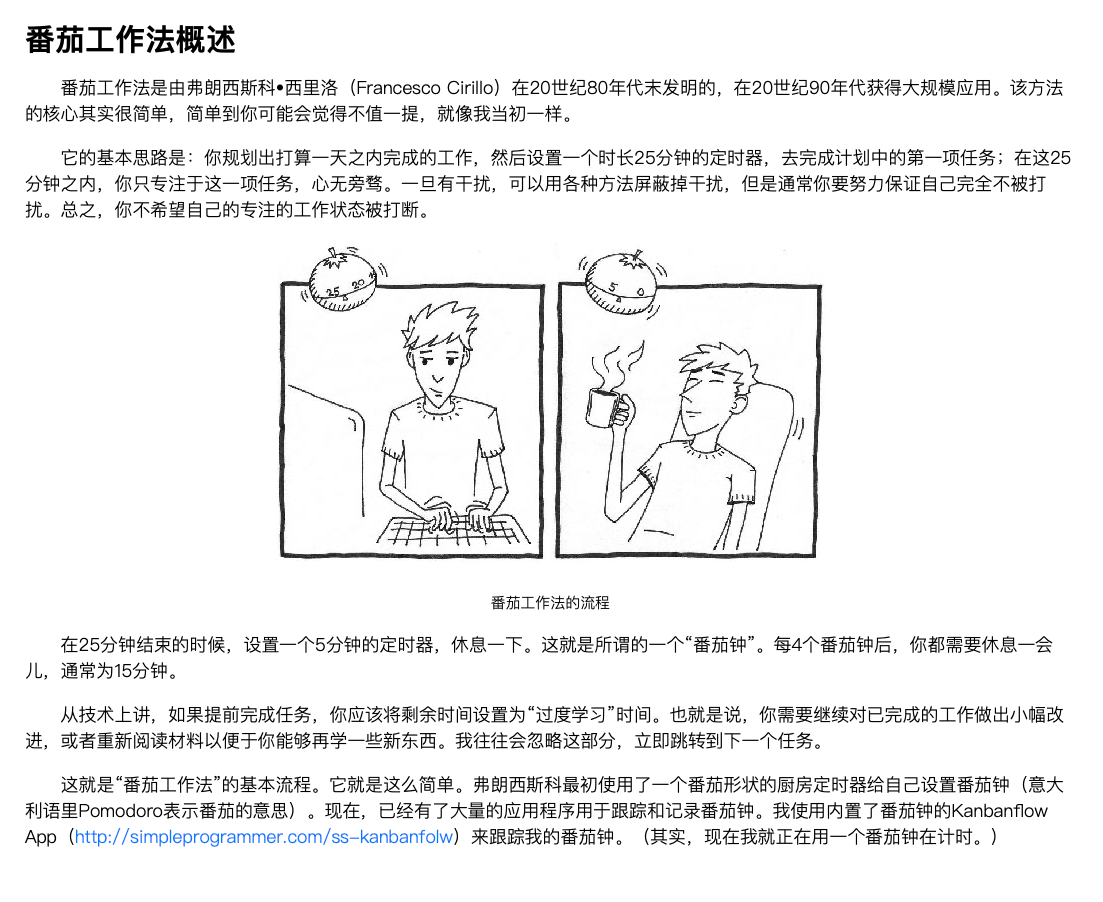 番茄工作法概述
番茄工作法是由弗朗西斯科•西里洛（Francesco Cirillo）在20世纪80年代末发明的，在20世纪90年代获得大规模应用。该方法
的核心其实很简单，简单到你可能会觉得不值一提，就像我当初一样。
它的基本思路是：你规划出打算一天之内完成的工作，然后设置一个时长25分钟的定时器，去完成计划中的第一项任务；在这25
分钟之内，你只专注于这一项任务，心无旁骛。一旦有干扰，可以用各种方法屏蔽掉干扰，但是通常你要努力保证自己完全不被打
扰。总之，你不希望自己的专注的工作状态被打断。
25 20
5 0
番茄工作法的流程
在25分钟结束的时候，设置一个5分钟的定时器，休息一下。这就是所谓的一个“番茄钟”。每4个番茄钟后，你都需要休息一会
儿，通常为15分钟。
从技术上讲，如果提前完成任务，你应该将剩余时间设置为“过度学习”时间。也就是说，你需要继续对已完成的工作做出小幅改
进，或者重新阅读材料以便于你能够再学一些新东西。我往往会忽略这部分，立即跳转到下一个任务。
这就是“番茄工作法”的基本流程。它就是这么简单。弗朗西斯科最初使用了一个番茄形状的厨房定时器给自己设置番茄钟（意大
利语里Pomodoro表示番茄的意思）。现在，已经有了大量的应用程序用于跟踪和记录番茄钟。我使用内置了番茄钟的Kanbanflow
App（http://simpleprogrammer.com/ss-kanbanfolw）来跟踪我的番茄钟。（其实，现在我就正在用一个番茄钟在计时。）